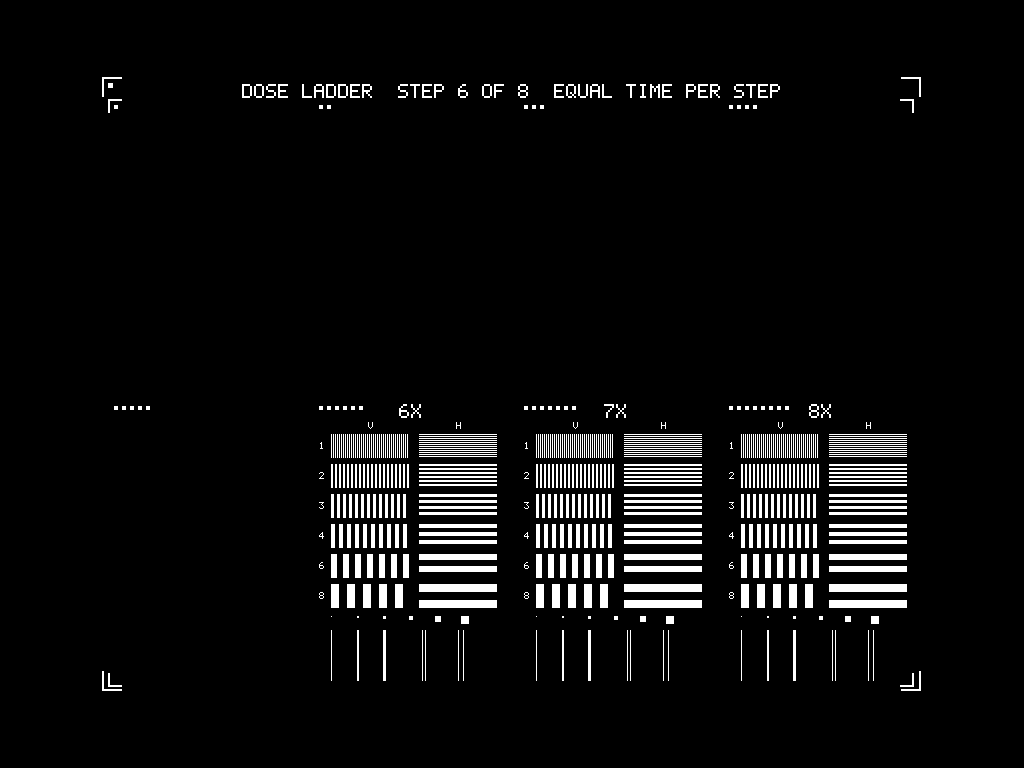 DOSE LADDER  STEP 6 OF 8  EQUAL TIME PER STEP
6X 7X 8X
V H V H V H
1 1 1
2 2 2
3 3 3
4 4 4
6 6 6
8 8 8